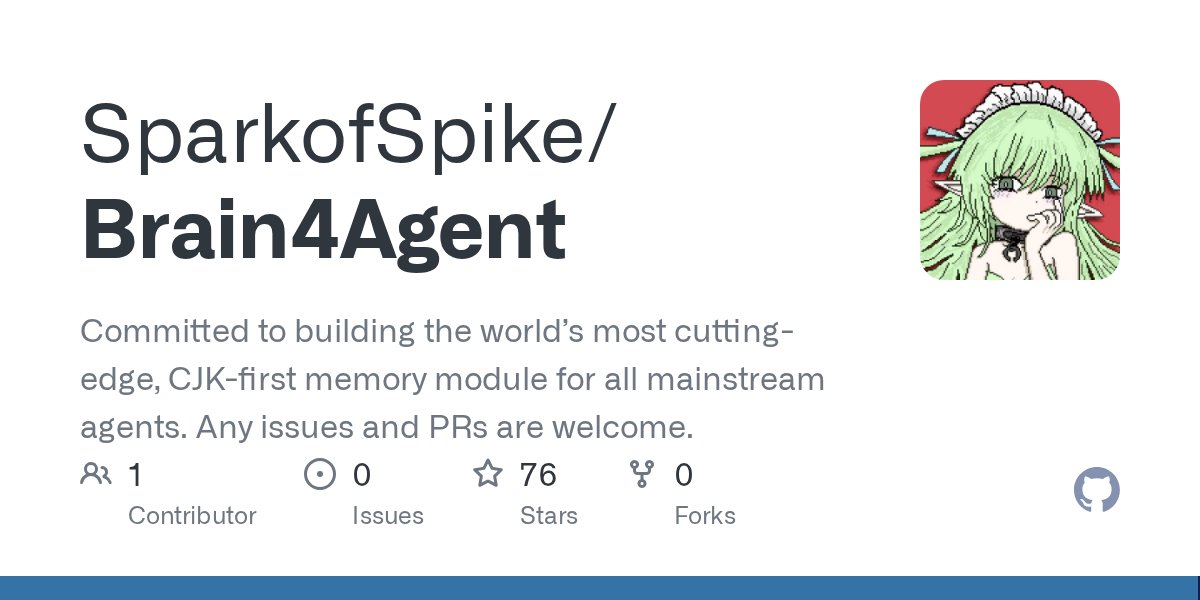 SparkofSpike/
Brain4Agent
Committed to building the world’s most cutting-
edge, CJK-first memory module for all mainstream
agents. Any issues and PRs are welcome.
1
Contributor
0
Issues
76
Stars
0
Forks